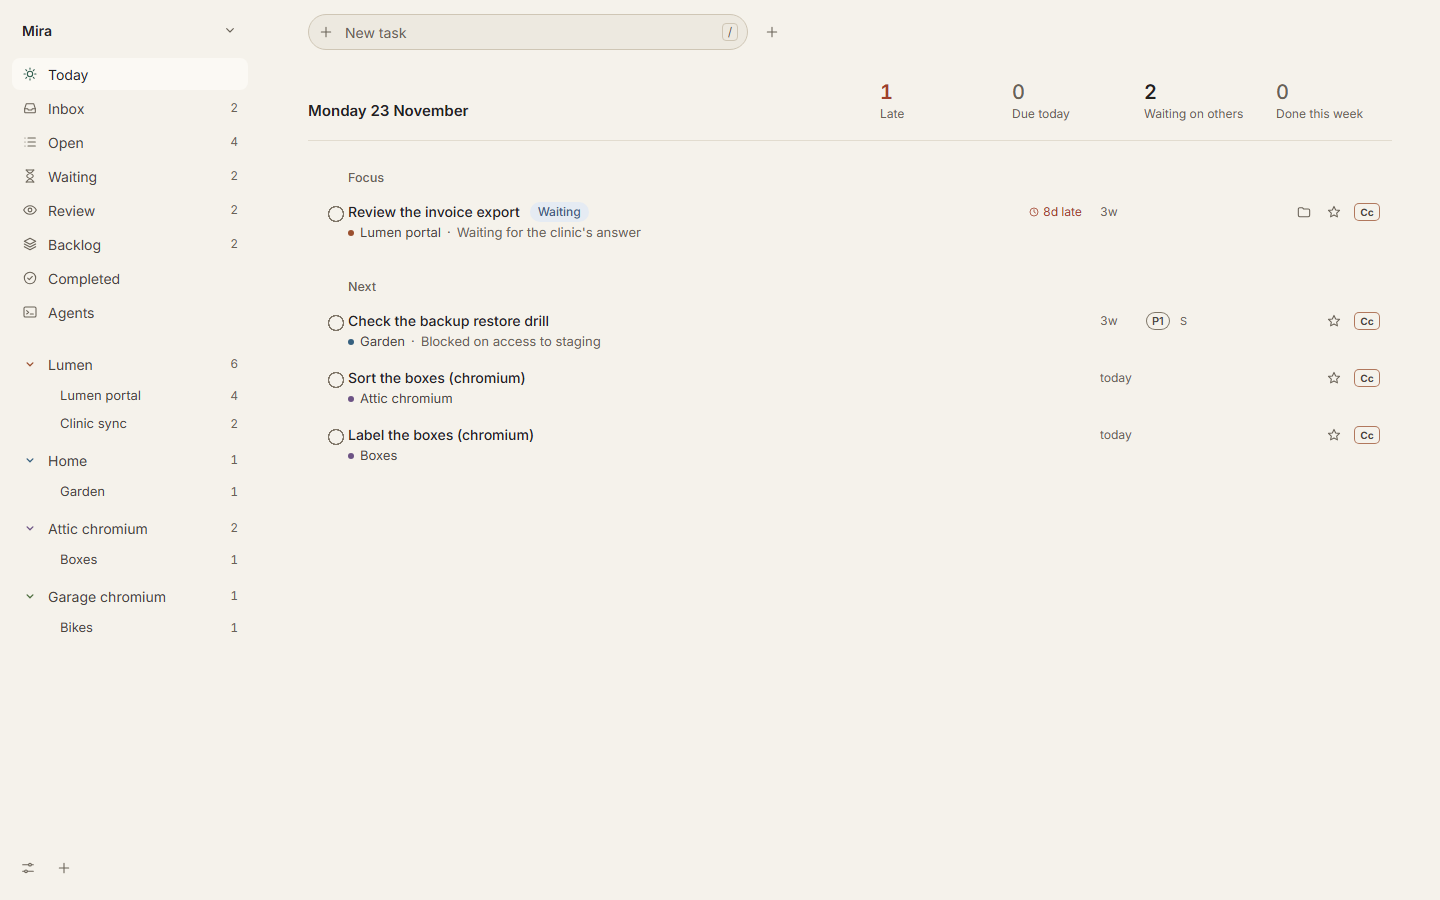 Mira
Today
Inbox 2
Open 4
Waiting 2
Review 2
Backlog 2
Completed
Agents
Lumen 6
Lumen portal 4
Clinic sync 2
Home 1
Garden 1
Attic chromium 2
Boxes 1
Garage chromium 1
Bikes 1
New task /
Monday 23 November
1 Late
0 Due today
2 Waiting on others
0 Done this week
Focus
Review the invoice export Waiting 8d late 3w Cc
Lumen portal · Waiting for the clinic's answer
Next
Check the backup restore drill 3w P1 S Cc
Garden · Blocked on access to staging
Sort the boxes (chromium) today Cc
Attic chromium
Label the boxes (chromium) today Cc
Boxes